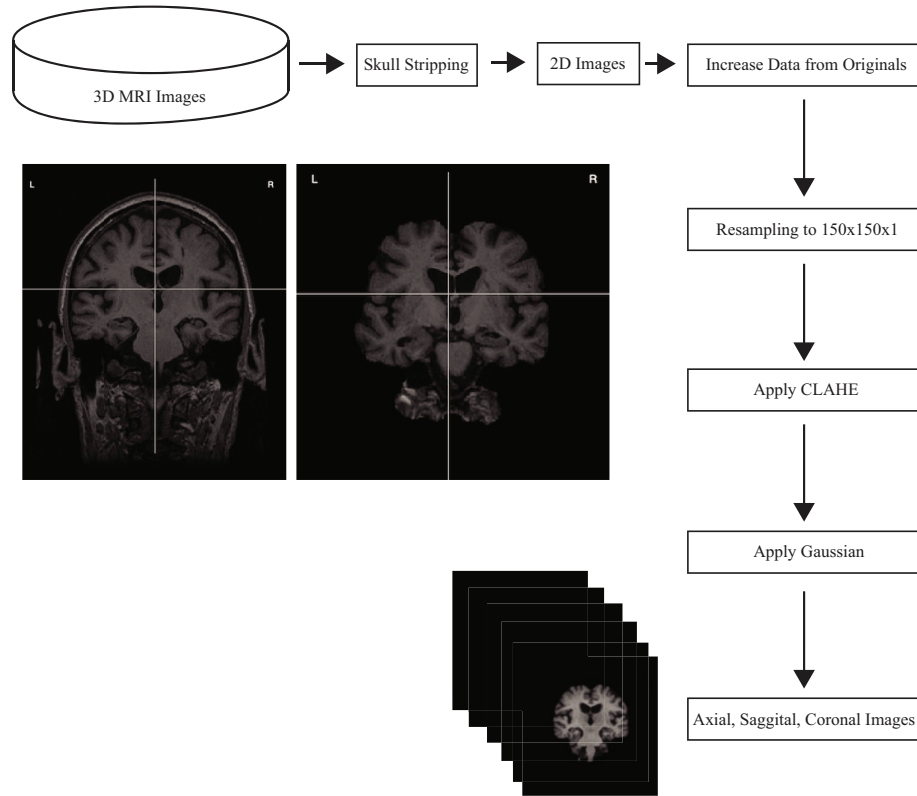 3D MRI Images
Skull Stripping
2D Images
Increase Data from Originals
L
R
L
R
Resampling to 150x150x1
Apply CLAHE
Apply Gaussian
Axial, Saggital, Coronal Images